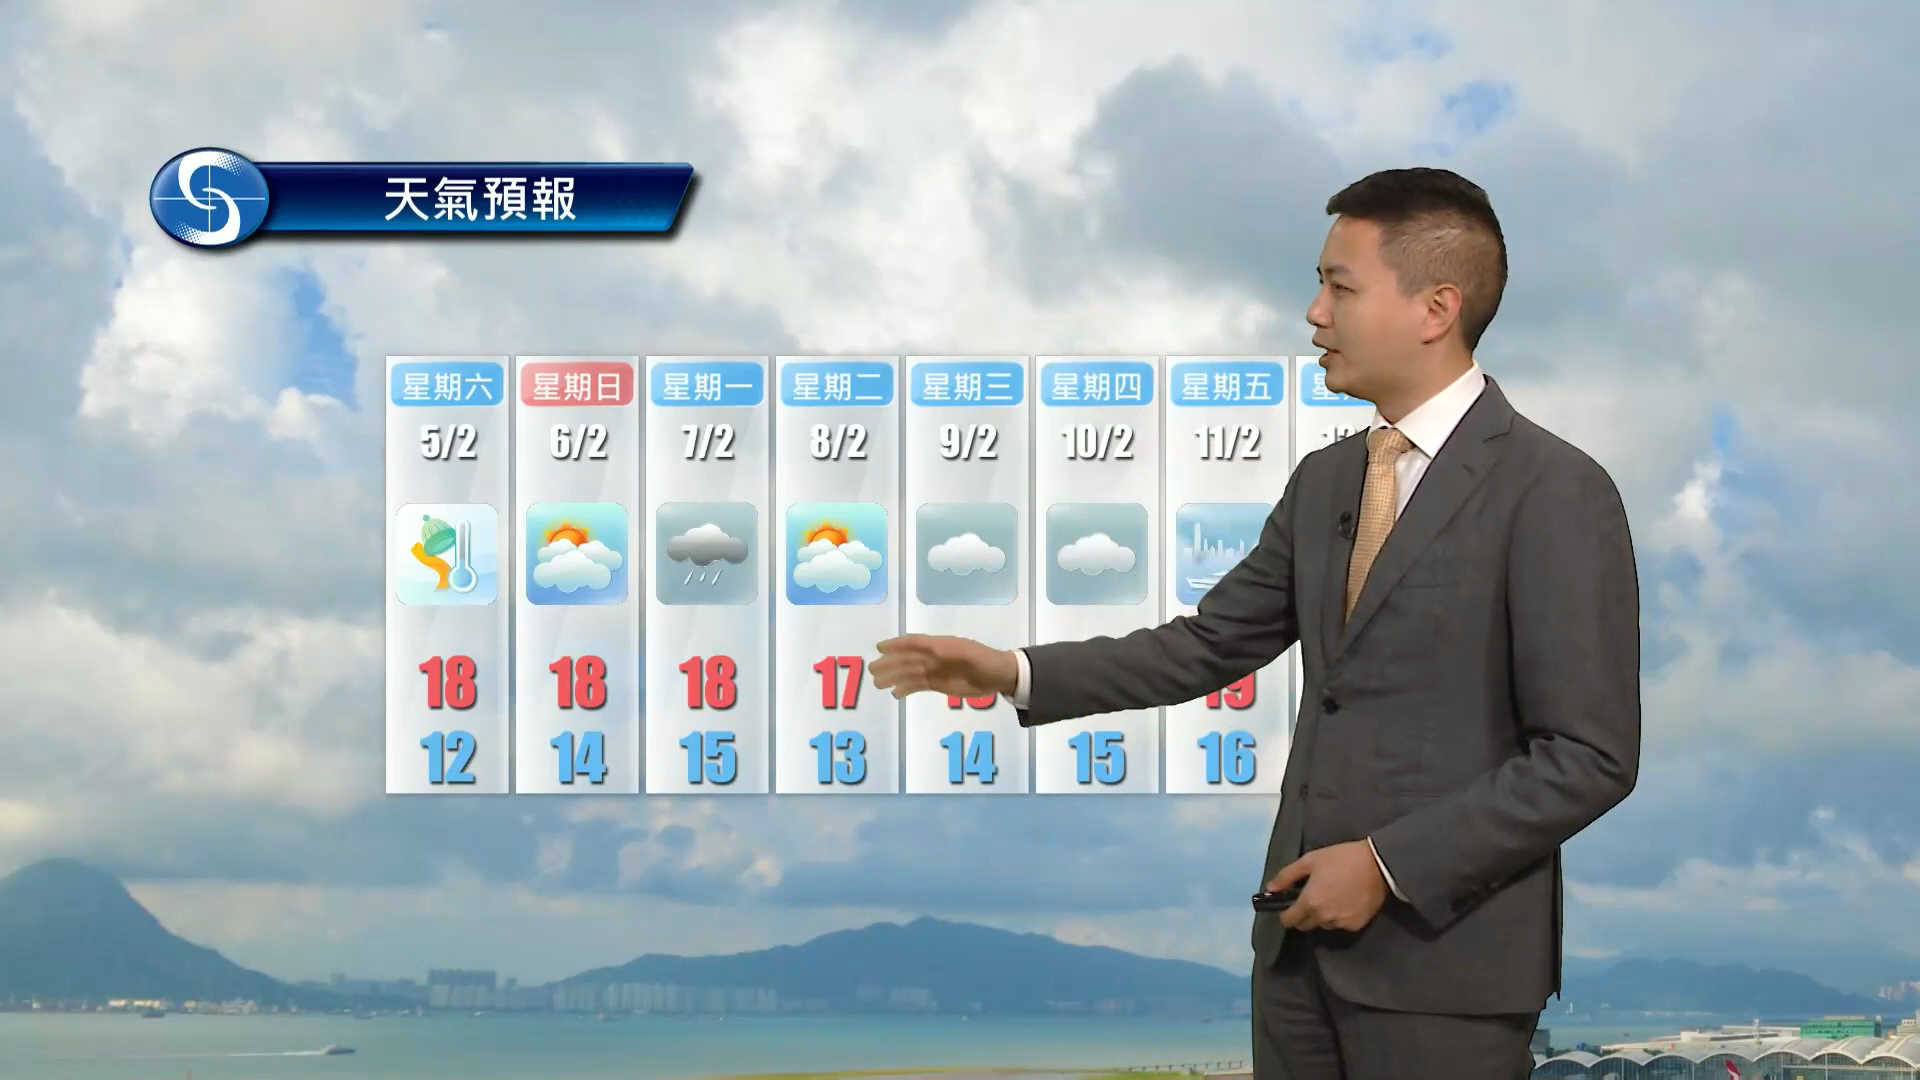 天氣預報
星期六 星期日 星期一 星期二 星期三 星期四 星期五
5/2 6/2 7/2 8/2 9/2 10/2 11/2
18 18 18 17 19
12 14 15 13 14 15 16